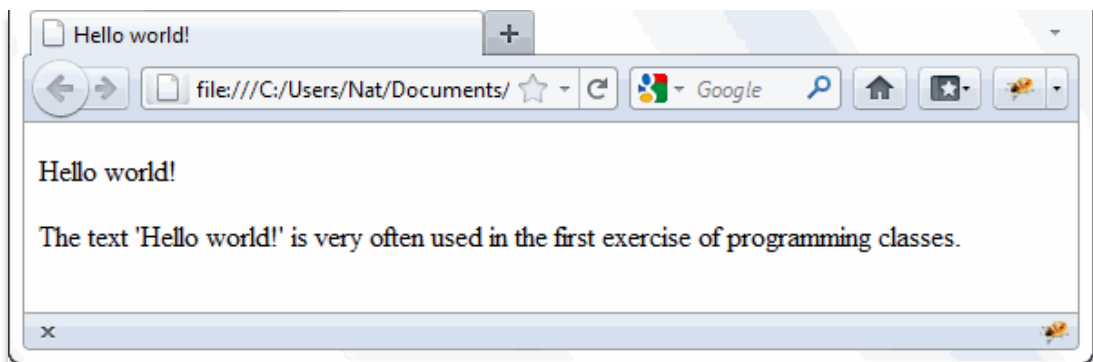 Hello world!
file:///C:/Users/Nat/Documents/ Google
Hello world!
The text 'Hello world!' is very often used in the first exercise of programming classes.